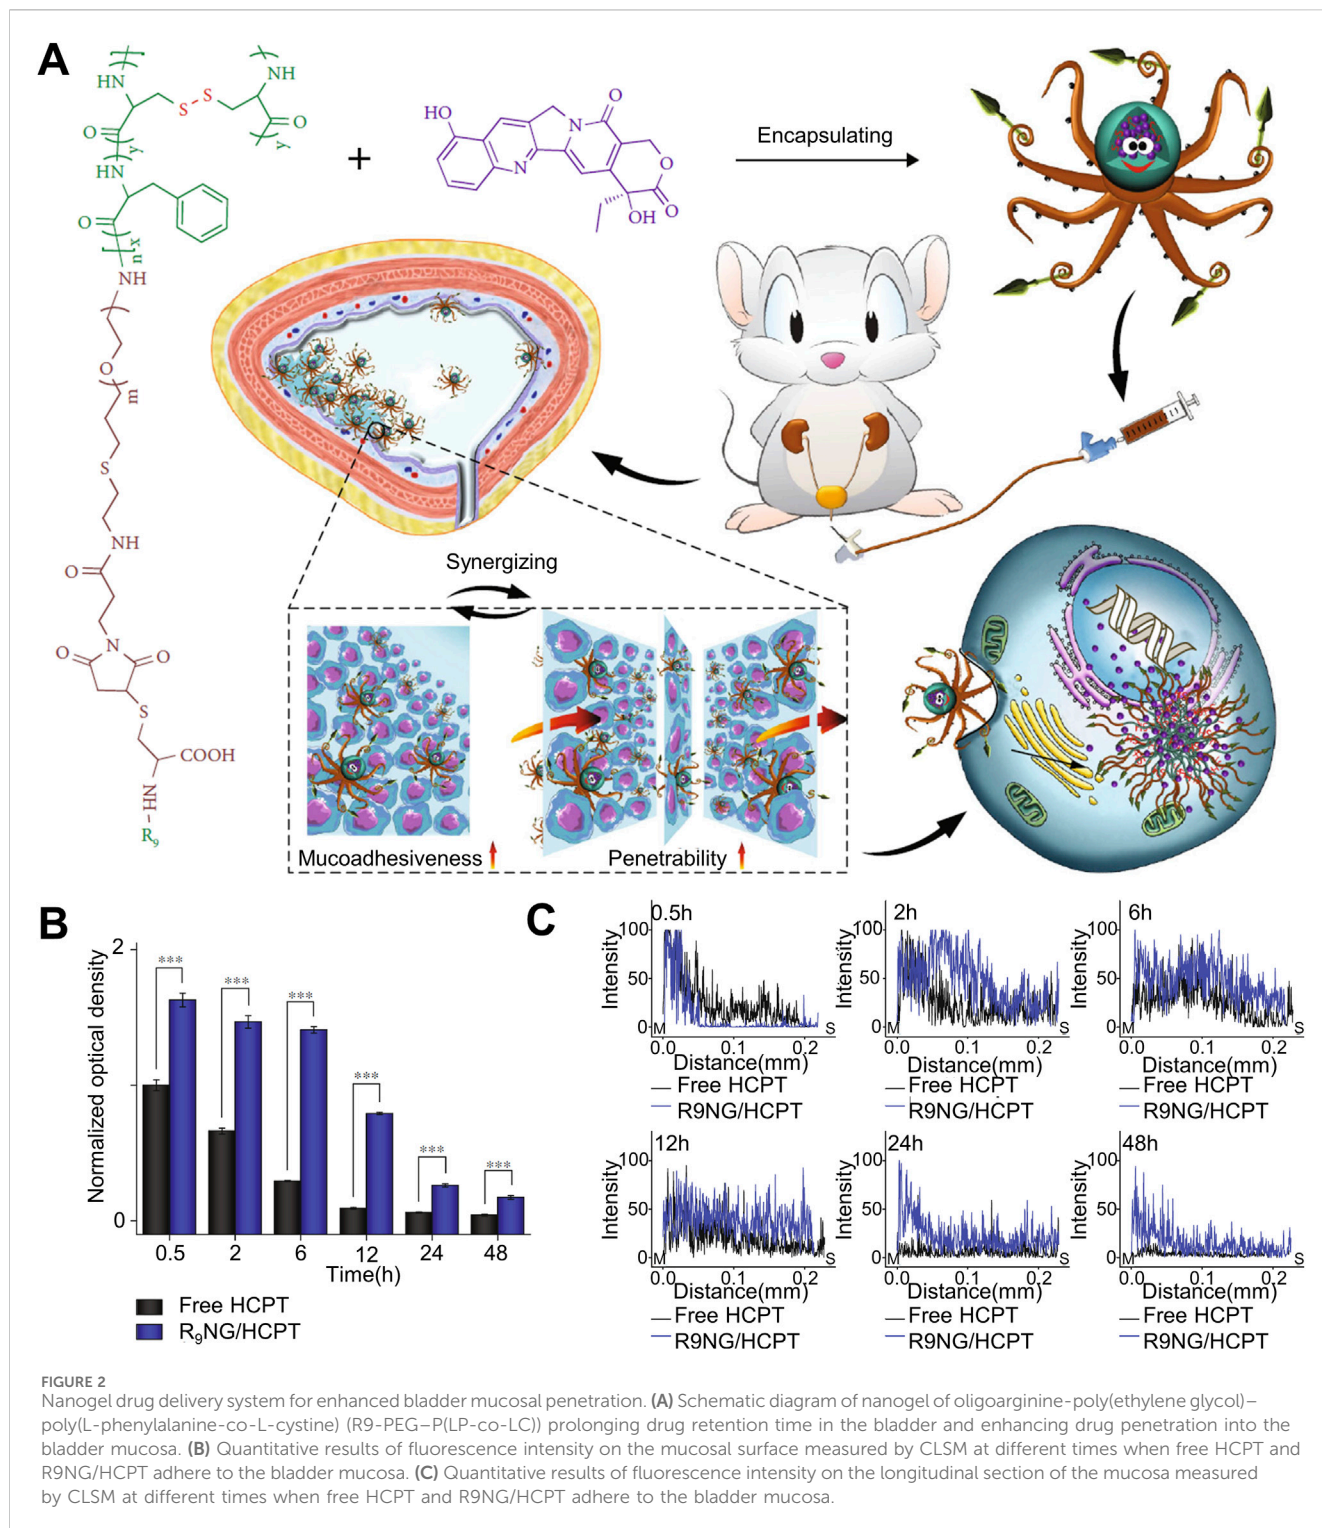 A
HN
NH
S-S
O
O
y
y
HN
O
n
x
NH
O
m
S
NH
O
N
O
O
S
COOH
HN
R9
+
HO
N
N
O
O
O
OH
Encapsulating
Synergizing
Mucoadhesiveness
Penetrability
B
Normalized optical density
2
0
***
***
***
***
***
***
0.5 2 6 12 24 48
Time(h)
Free HCPT
R9NG/HCPT
C
0.5h
Intensity
100
50
0
M
S
0.0 0.1 0.2
Distance(mm)
Free HCPT
R9NG/HCPT
2h
Intensity
100
50
0
M
S
0.0 0.1 0.2
Distance(mm)
Free HCPT
R9NG/HCPT
6h
Intensity
100
50
0
M
S
0.0 0.1 0.2
Distance(mm)
Free HCPT
R9NG/HCPT
12h
Intensity
100
50
0
M
S
0.0 0.1 0.2
Distance(mm)
Free HCPT
R9NG/HCPT
24h
Intensity
100
50
0
M
S
0.0 0.1 0.2
Distance(mm)
Free HCPT
R9NG/HCPT
48h
Intensity
100
50
0
M
S
0.0 0.1 0.2
Distance(mm)
Free HCPT
R9NG/HCPT
FIGURE 2
Nanogel drug delivery system for enhanced bladder mucosal penetration. (A) Schematic diagram of nanogel of oligoarginine-poly(ethylene glycol)–
poly(L-phenylalanine-co-L-cystine) (R9-PEG–P(LP-co-LC)) prolonging drug retention time in the bladder and enhancing drug penetration into the
bladder mucosa. (B) Quantitative results of fluorescence intensity on the mucosal surface measured by CLSM at different times when free HCPT and
R9NG/HCPT adhere to the bladder mucosa. (C) Quantitative results of fluorescence intensity on the longitudinal section of the mucosa measured
by CLSM at different times when free HCPT and R9NG/HCPT adhere to the bladder mucosa.